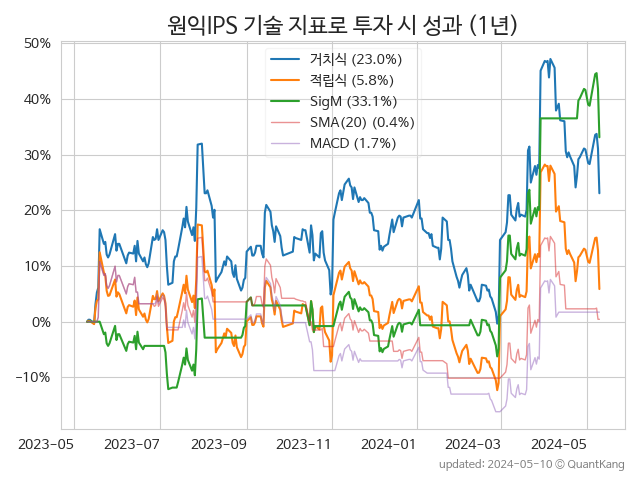 원익IPS 기술 지표로 투자 시 성과 (1년)
50%
40%
30%
20%
10%
0%
−10%
거치식 (23.0%)
적립식 (5.8%)
SigM (33.1%)
SMA(20) (0.4%)
MACD (1.7%)
2023-05 2023-07 2023-09 2023-11 2024-01 2024-03 2024-05
updated: 2024-05-10 © QuantKang